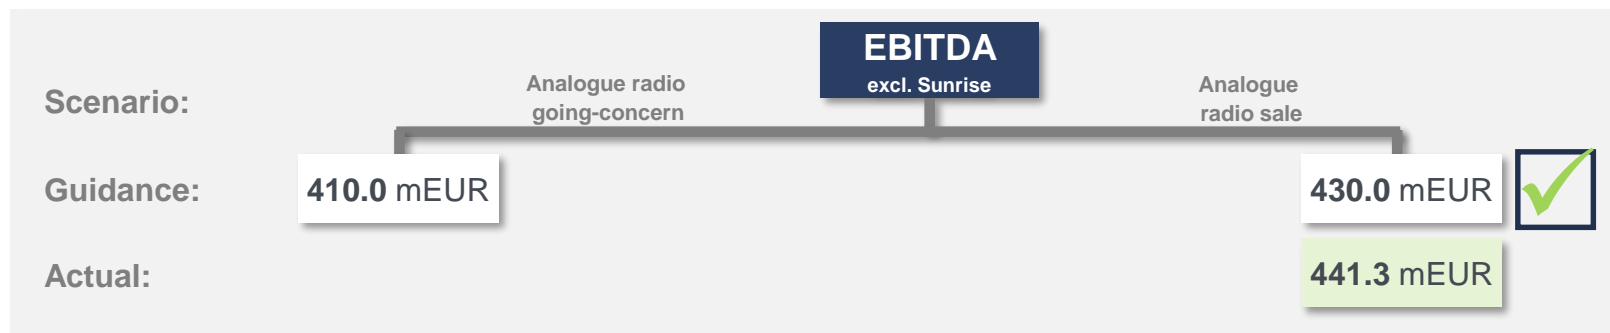 EBITDA
excl. Sunrise
Scenario:
Analogue radio
going-concern
Analogue
radio sale
Guidance:
410.0 mEUR
430.0 mEUR
Actual:
441.3 mEUR